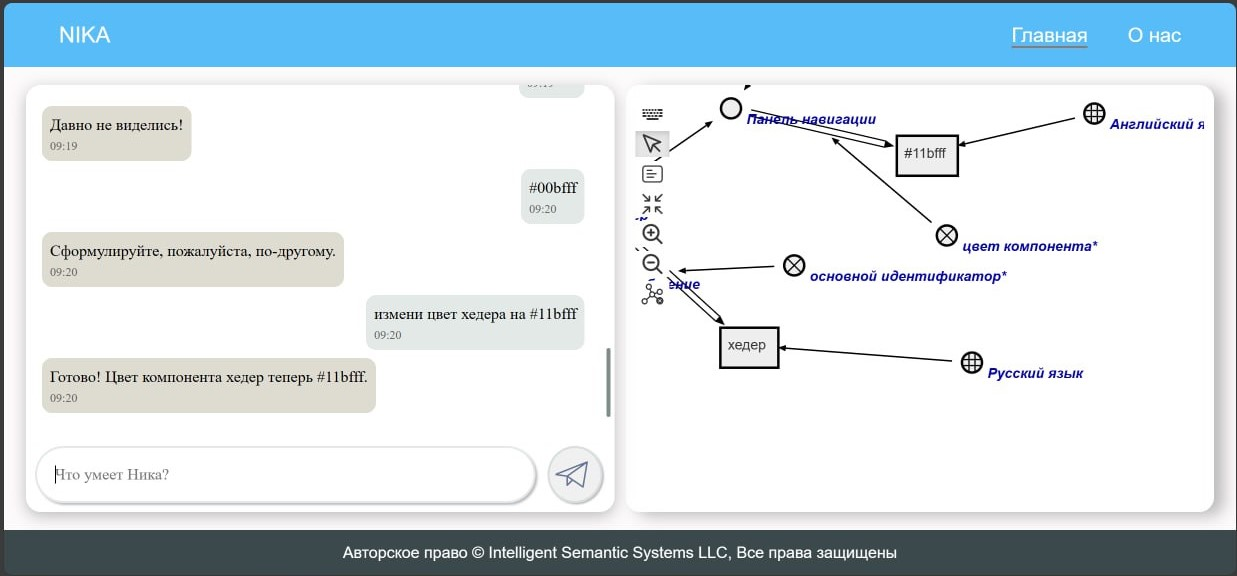 NIKA
Главная
О нас
Давно не виделись!
09:19
#00bfff
09:20
Сформулируйте, пожалуйста, по-другому.
09:20
измени цвет хедера на #11bfff
09:20
Готово! Цвет компонента хедер теперь #11bfff.
09:20
Что умеет Ника?
Панель навигации
#11bfff
Английский я
цвет компонента*
основной идентификатор*
ение
хедер
Русский язык
Авторское право © Intelligent Semantic Systems LLC, Все права защищены